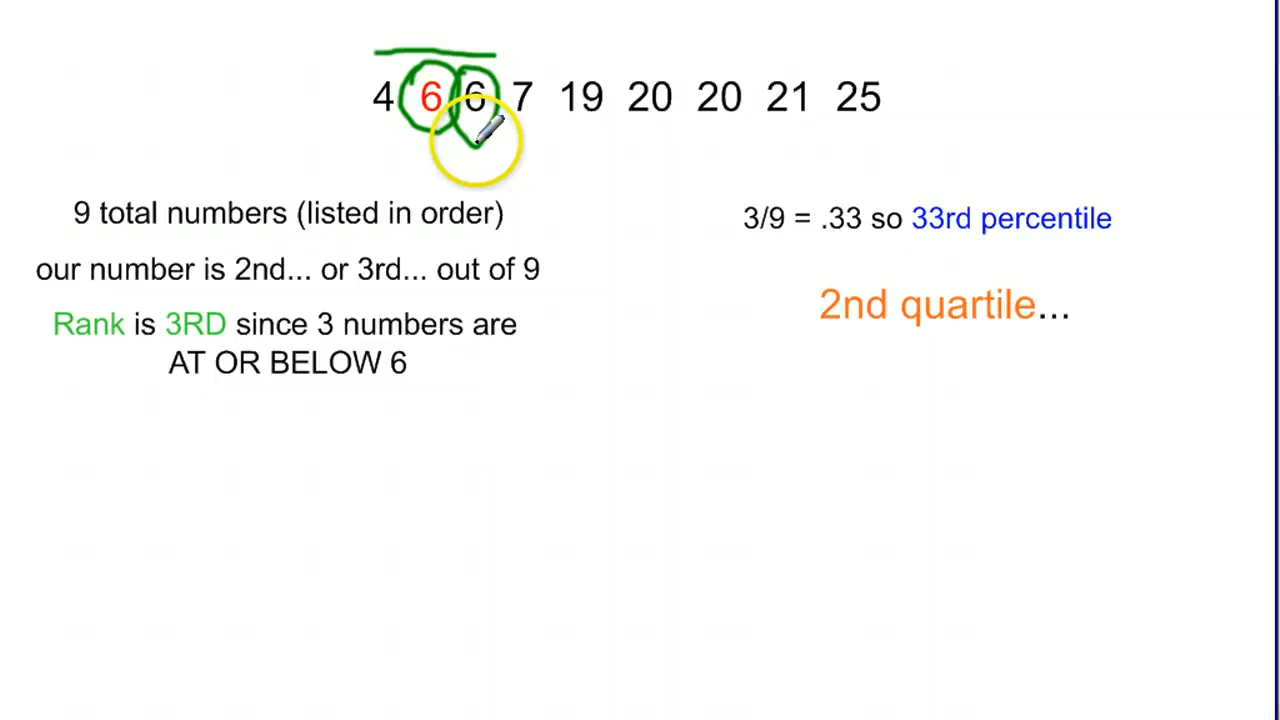 4 6 6 7 19 20 20 21 25
9 total numbers (listed in order)
our number is 2nd... or 3rd... out of 9
Rank is 3RD since 3 numbers are
AT OR BELOW 6
3/9 = .33 so 33rd percentile
2nd quartile...